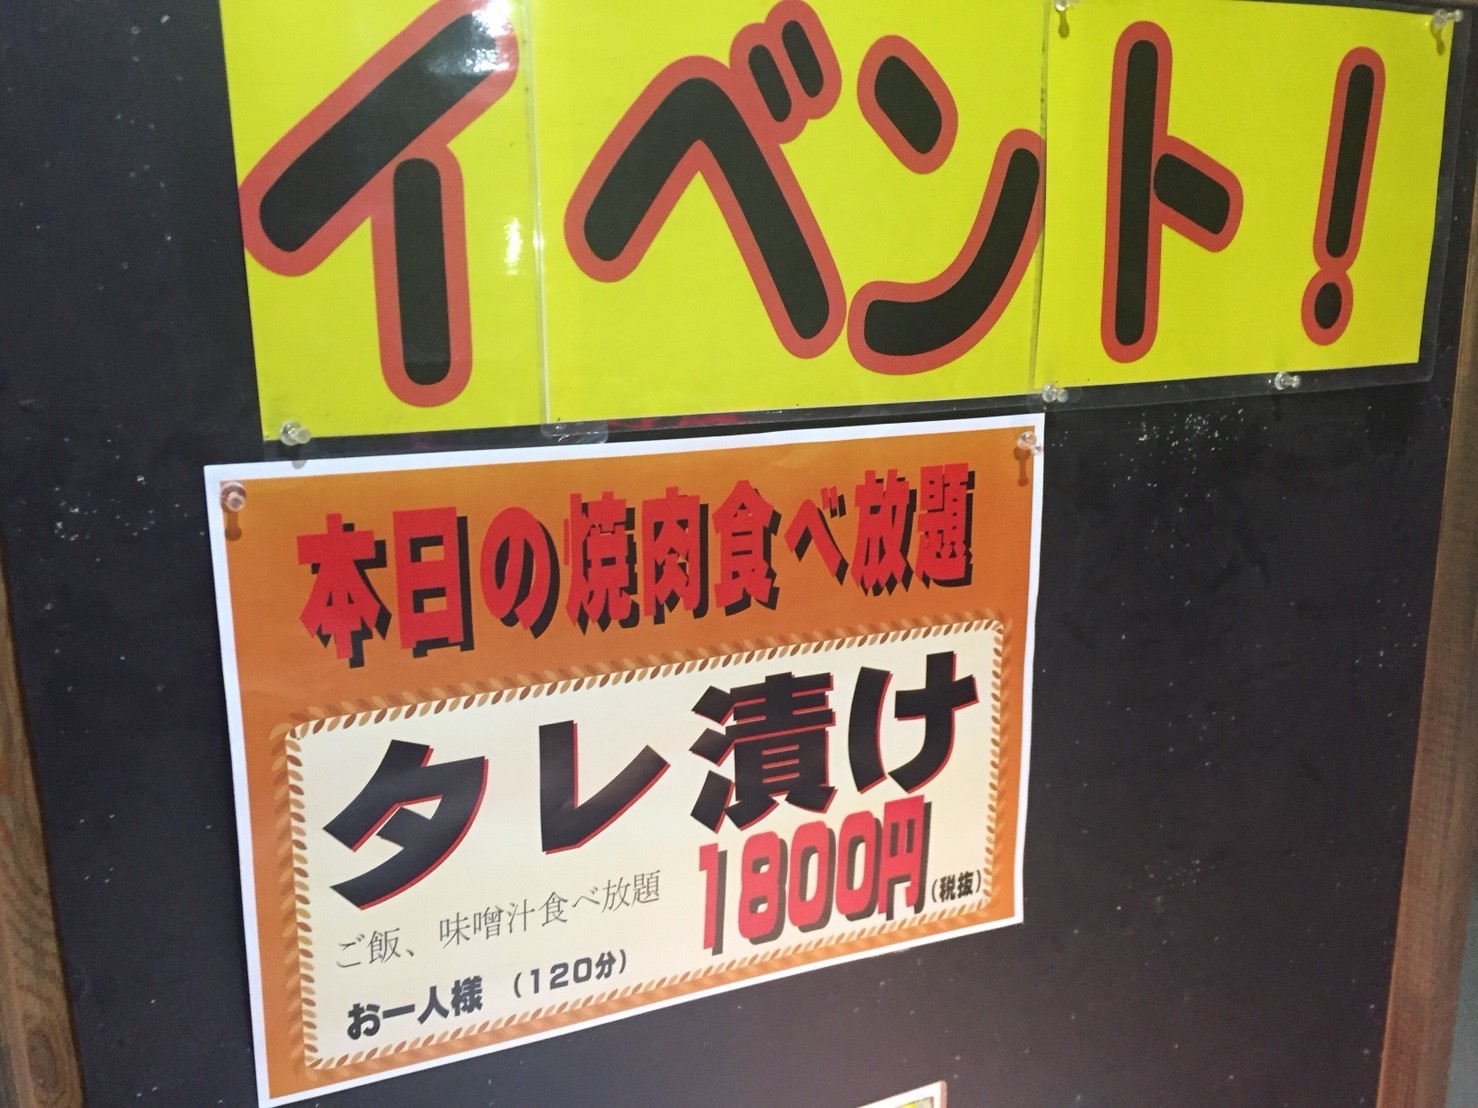 イベント!
本日の焼肉食べ放題
タレ漬け
1800円(税抜)
ご飯、味噌汁食べ放題
お一人様 (120分)